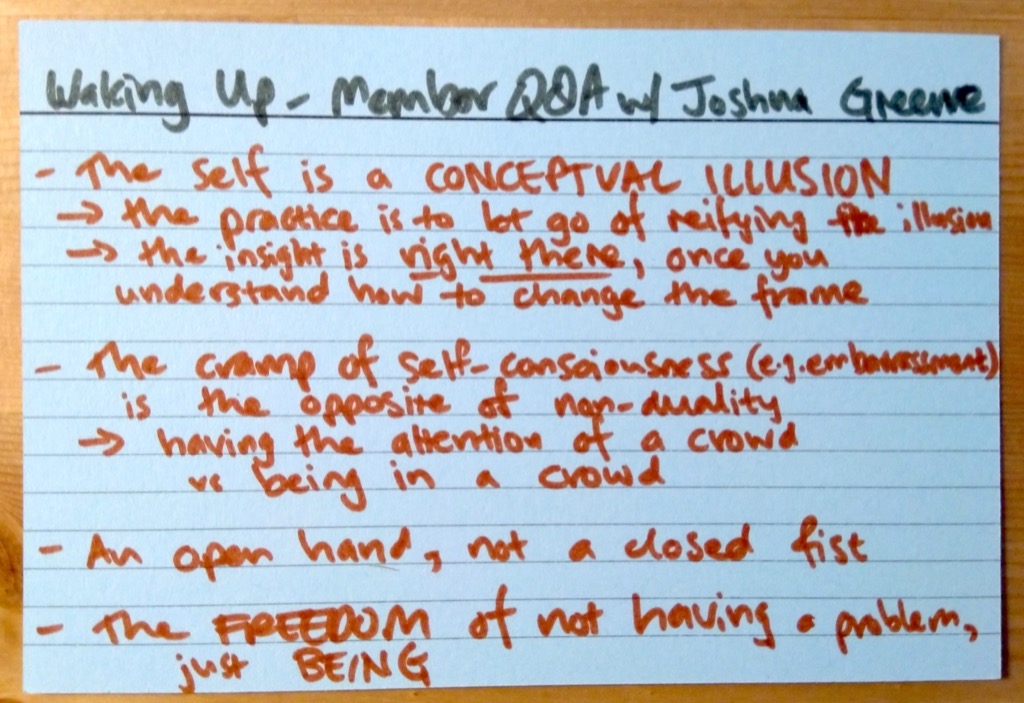 Waking Up - Member Q&A w/ Joshua Greene
- The self is a CONCEPTUAL ILLUSION
→ the practice is to let go of reifying the illusion
→ the insight is right there, once you
understand how to change the frame
- The cramp of self-consciousness (e.g. embarrassment)
is the opposite of non-duality
→ having the attention of a crowd
vs being in a crowd
- An open hand, not a closed fist
- The FREEDOM of not having a problem,
just BEING